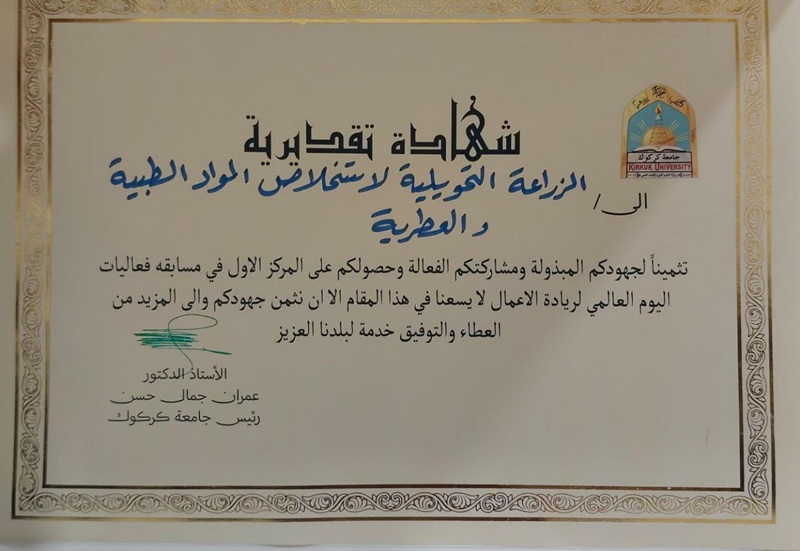 شهادة تقديرية
جامعة كركوك
KIRKUK UNIVERSITY
الى/ الزراعة التحويلية لاستخلاص المواد الطبية
و العطرية
تثميناً لجهودكم المبذولة ومشاركتكم الفعالة وحصولكم على المركز الاول في مسابقه فعاليات
اليوم العالمي لريادة الاعمال لا يسعنا في هذا المقام الا ان نثمن جهودكم والى المزيد من
العطاء والتوفيق خدمة لبلدنا العزيز
الأستاذ الدكتور
عمران جمال حسن
رئيس جامعة كركوك